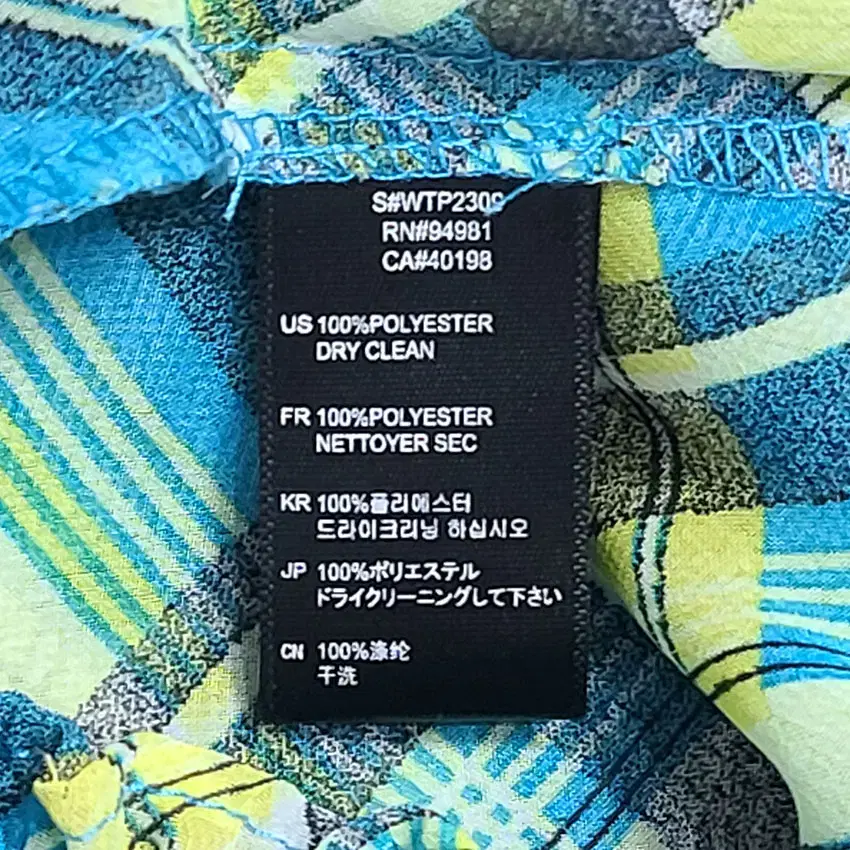 S#WTP2309
RN#94981
CA#40198
US 100%POLYESTER
DRY CLEAN
FR 100%POLYESTER
NETTOYER SEC
KR 100%폴리에스터
드라이크리닝 하십시오
JP 100%ポリエステル
ドライクリーニングして下さい
CN 100%涤纶
干洗